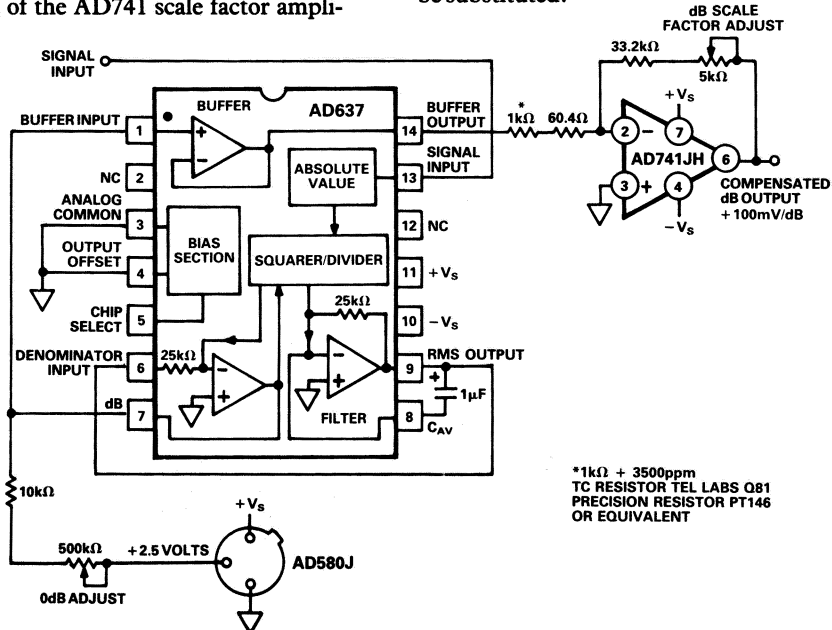 of the AD741 scale factor ampli-
be substituted.
dB SCALE
FACTOR ADJUST
33.2kΩ
5kΩ
SIGNAL
INPUT
BUFFER
AD637
BUFFER INPUT
1
+
−
14
BUFFER
OUTPUT
*
1kΩ
60.4Ω
2
−
+VS
7
AD741JH
6
3
+
4
−VS
COMPENSATED
dB OUTPUT
+100mV/dB
NC
2
ABSOLUTE
VALUE
13
SIGNAL
INPUT
ANALOG
COMMON
3
BIAS
SECTION
12
NC
OUTPUT
OFFSET
4
SQUARER/DIVIDER
11
+VS
CHIP
SELECT
5
25kΩ
10
−VS
DENOMINATOR
INPUT
6
25kΩ
−
+
−
+
9
RMS OUTPUT
+
1μF
dB
7
FILTER
8
CAV
10kΩ
*1kΩ + 3500ppm
TC RESISTOR TEL LABS Q81
PRECISION RESISTOR PT146
OR EQUIVALENT
+VS
500kΩ
+2.5 VOLTS
AD580J
0dB ADJUST